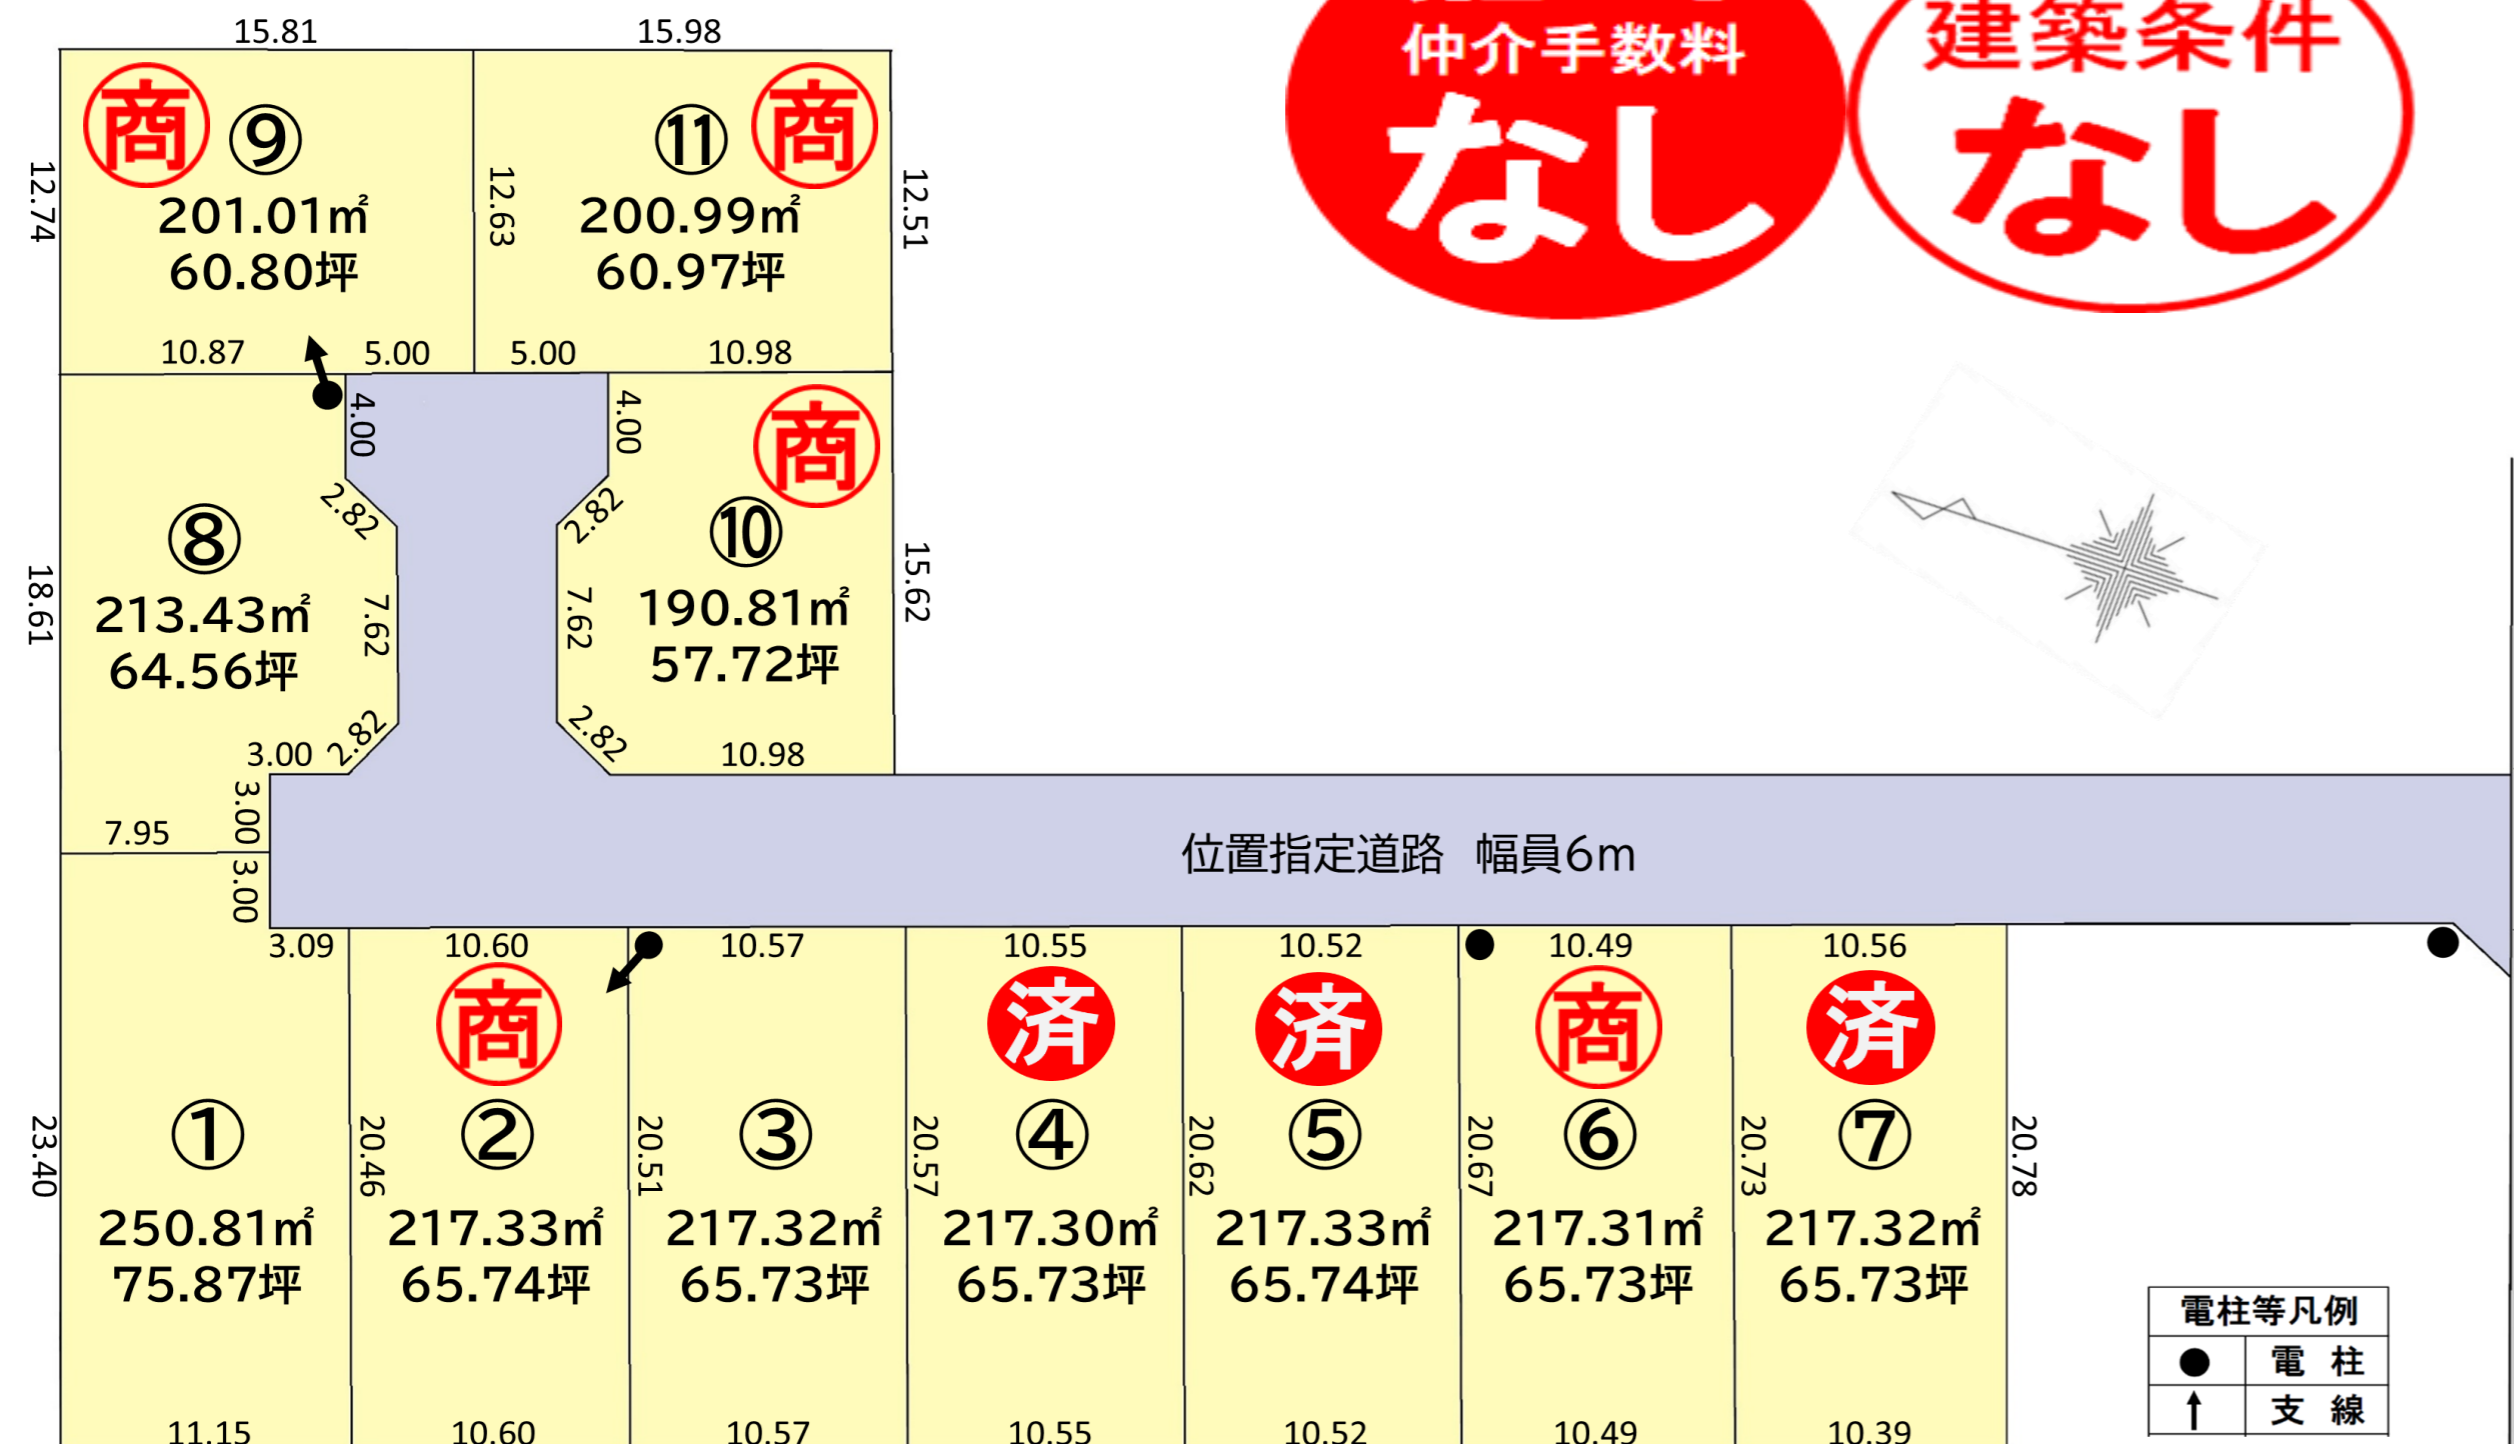 15.81
15.98
仲介手数料
なし
建築条件
なし
商
⑨
201.01㎡
60.80坪
12.74
12.63
⑪
商
200.99㎡
60.97坪
12.51
10.87
5.00
5.00
10.98
4.00
4.00
商
2.82
2.82
⑧
213.43㎡
64.56坪
18.61
7.62
7.62
⑩
190.81㎡
57.72坪
15.62
3.00
2.82
2.82
10.98
3.00
7.95
3.00
位置指定道路 幅員6m
3.09
10.60
10.57
10.55
10.52
10.49
10.56
商
済
済
商
済
23.40
①
250.81㎡
75.87坪
20.46
②
217.33㎡
65.74坪
20.51
③
217.32㎡
65.73坪
20.57
④
217.30㎡
65.73坪
20.62
⑤
217.33㎡
65.74坪
20.67
⑥
217.31㎡
65.73坪
20.73
⑦
217.32㎡
65.73坪
20.78
11.15
10.60
10.57
10.55
10.52
10.49
10.39
電柱等凡例
電柱
支線